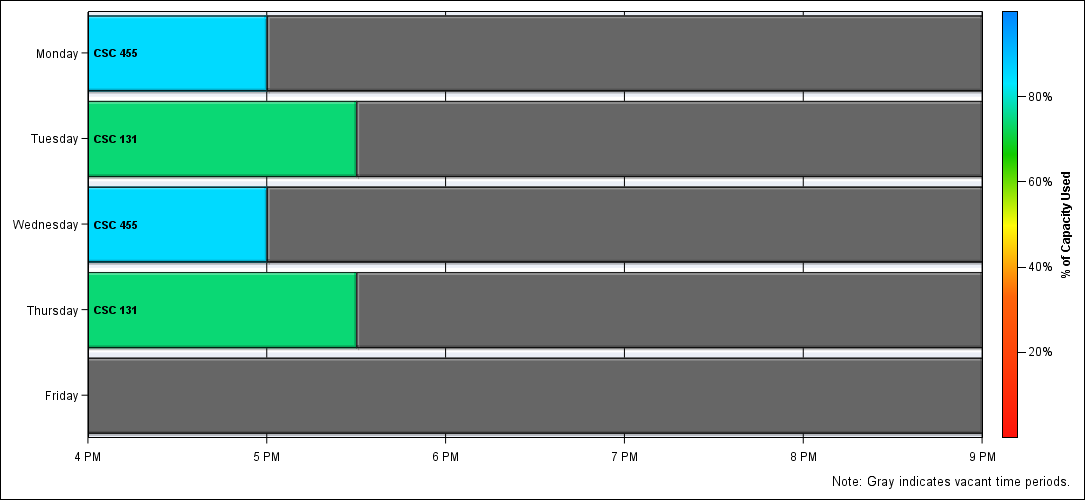 Monday
CSC 455
Tuesday
CSC 131
Wednesday
CSC 455
Thursday
CSC 131
Friday
4 PM 5 PM 6 PM 7 PM 8 PM 9 PM
80%
60%
40%
20%
% of Capacity Used
Note: Gray indicates vacant time periods.